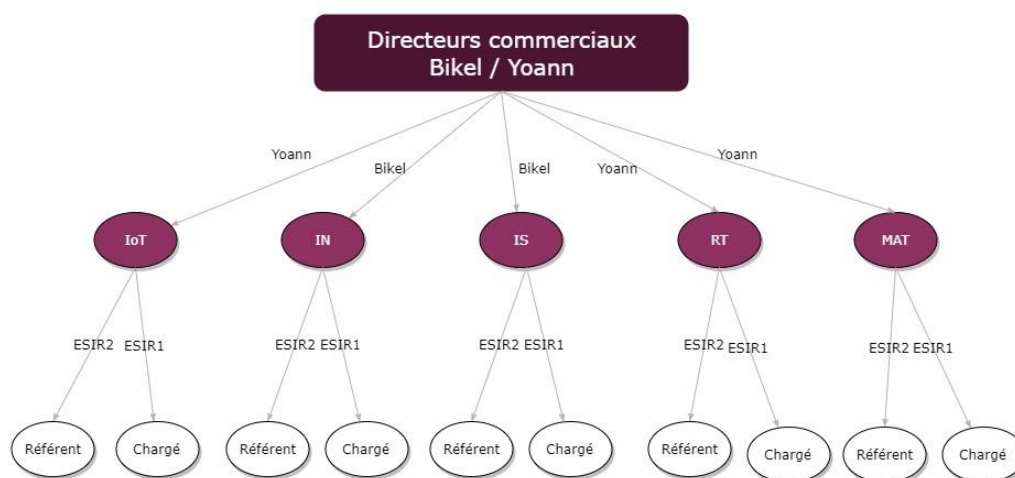 Directeurs commerciaux
Bikel / Yoann
Yoann
Bikel
Bikel
Yoann
Yoann
IoT
IN
IS
RT
MAT
ESIR2
ESIR1
ESIR2
ESIR1
ESIR2
ESIR1
ESIR2
ESIR1
ESIR2
ESIR1
Référent
Chargé
Référent
Chargé
Référent
Chargé
Référent
Chargé
Référent
Chargé